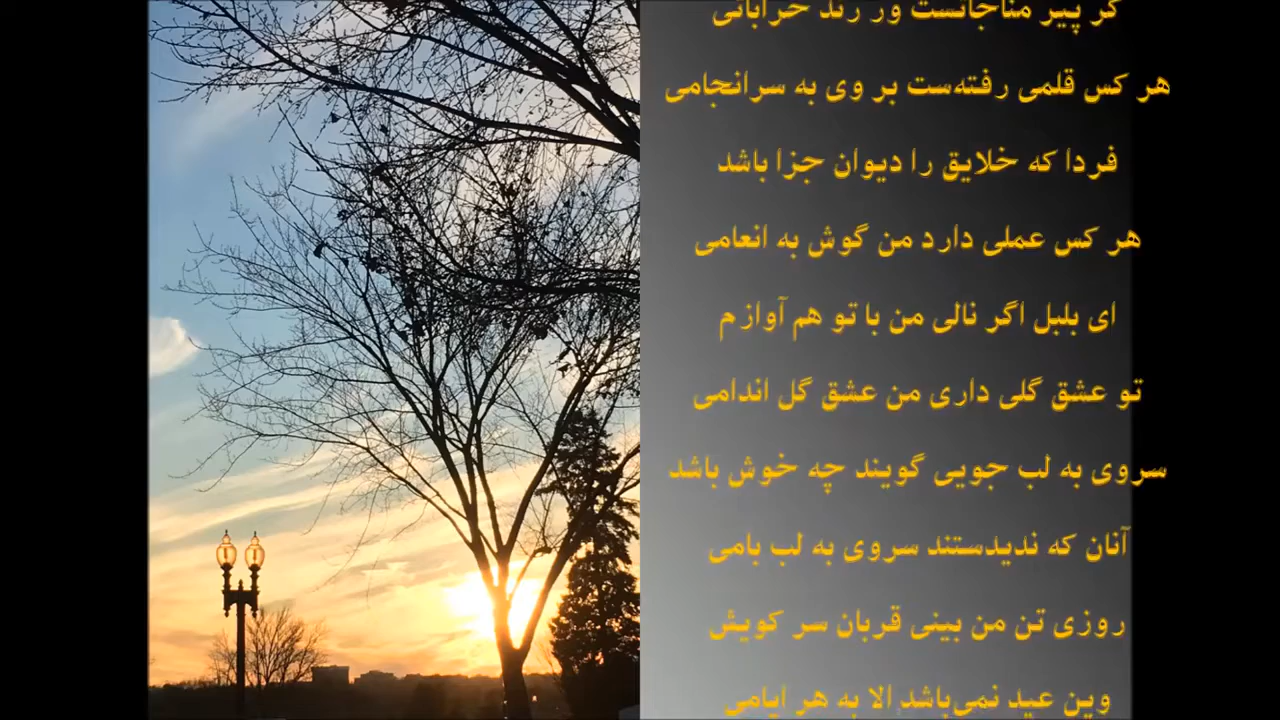 گر پیر مناجاتست ور رند خراباتی
هر کس قلمی رفته‌ست بر وی به سرانجامی
فردا که خلایق را دیوان جزا باشد
هر کس عملی دارد من گوش به انعامی
ای بلبل اگر نالی من با تو هم آوازم
تو عشق گلی داری من عشق گل اندامی
سروی به لب جویی گویند چه خوش باشد
آنان که ندیدستند سروی به لب بامی
روزی تن من بینی قربان سر کویش
وین عید نمی‌باشد الا به هر ایامی